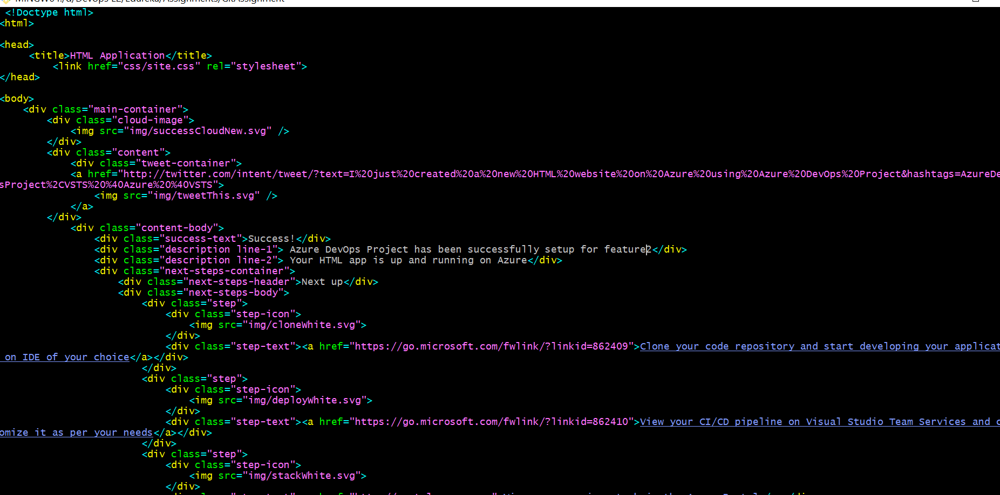 <!Doctype html>
<html>
<head>
<title>HTML Application</title>
<link href="css/site.css" rel="stylesheet">
</head>
<body>
<div class="main-container">
<div class="cloud-image">
<img src="img/successCloudNew.svg" />
</div>
<div class="content">
<div class="tweet-container">
<a href="http://twitter.com/intent/tweet/?text=I%20just%20created%20a%20new%20HTML%20website%20on%20Azure%20using%20Azure%20DevOps%20Project&hashtags=AzureDe
sProject%2CVSTS%20%40Azure%20%40VSTS">
<img src="img/tweetThis.svg" />
</a>
</div>
<div class="content-body">
<div class="success-text">Success!</div>
<div class="description line-1"> Azure DevOps Project has been successfully setup for feature2</div>
<div class="description line-2"> Your HTML app is up and running on Azure</div>
<div class="next-steps-container">
<div class="next-steps-header">Next up</div>
<div class="next-steps-body">
<div class="step">
<div class="step-icon">
<img src="img/cloneWhite.svg">
</div>
<div class="step-text"><a href="https://go.microsoft.com/fwlink/?linkid=862409">Clone your code repository and start developing your applicat
on IDE of your choice</a></div>
</div>
<div class="step">
<div class="step-icon">
<img src="img/deployWhite.svg">
</div>
<div class="step-text"><a href="https://go.microsoft.com/fwlink/?linkid=862410">View your CI/CD pipeline on Visual Studio Team Services and c
omize it as per your needs</a></div>
</div>
<div class="step">
<div class="step-icon">
<img src="img/stackWhite.svg">
</div>